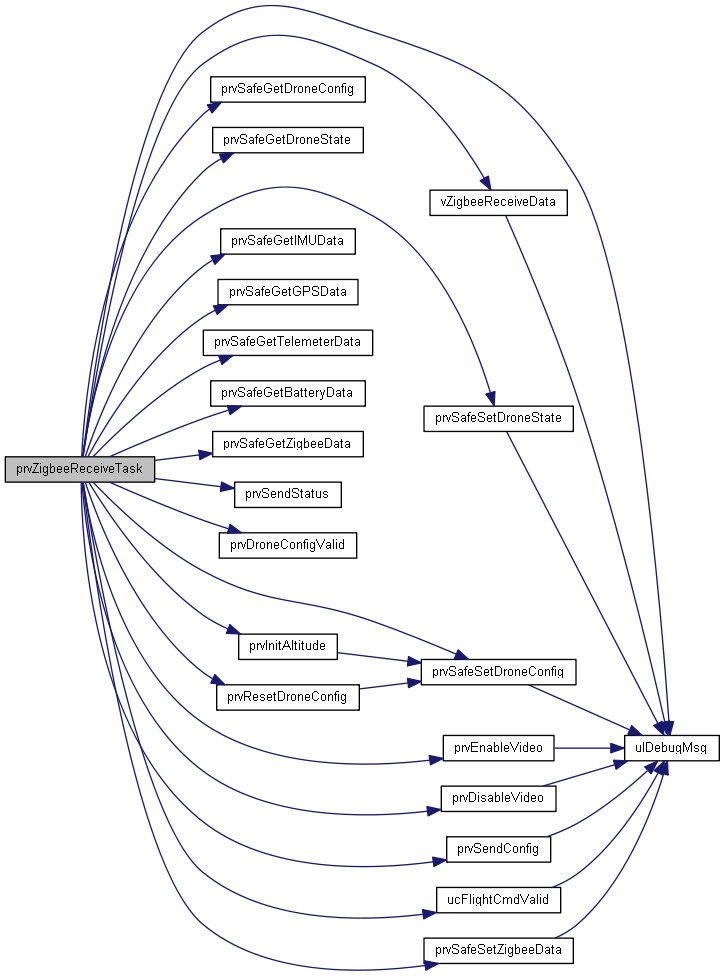 prvSafeGetDroneConfig
prvSafeGetDroneState
vZigbeeReceiveData
prvSafeGetIMUData
prvSafeGetGPSData
prvSafeGetTelemeterData
prvSafeGetBatteryData
prvSafeSetDroneState
prvSafeGetZigbeeData
prvZigbeeReceiveTask
prvSendStatus
prvDroneConfigValid
prvInitAltitude
prvSafeSetDroneConfig
prvResetDroneConfig
prvEnableVideo
ulDebugMsg
prvDisableVideo
prvSendConfig
ucFlightCmdValid
prvSafeSetZigbeeData